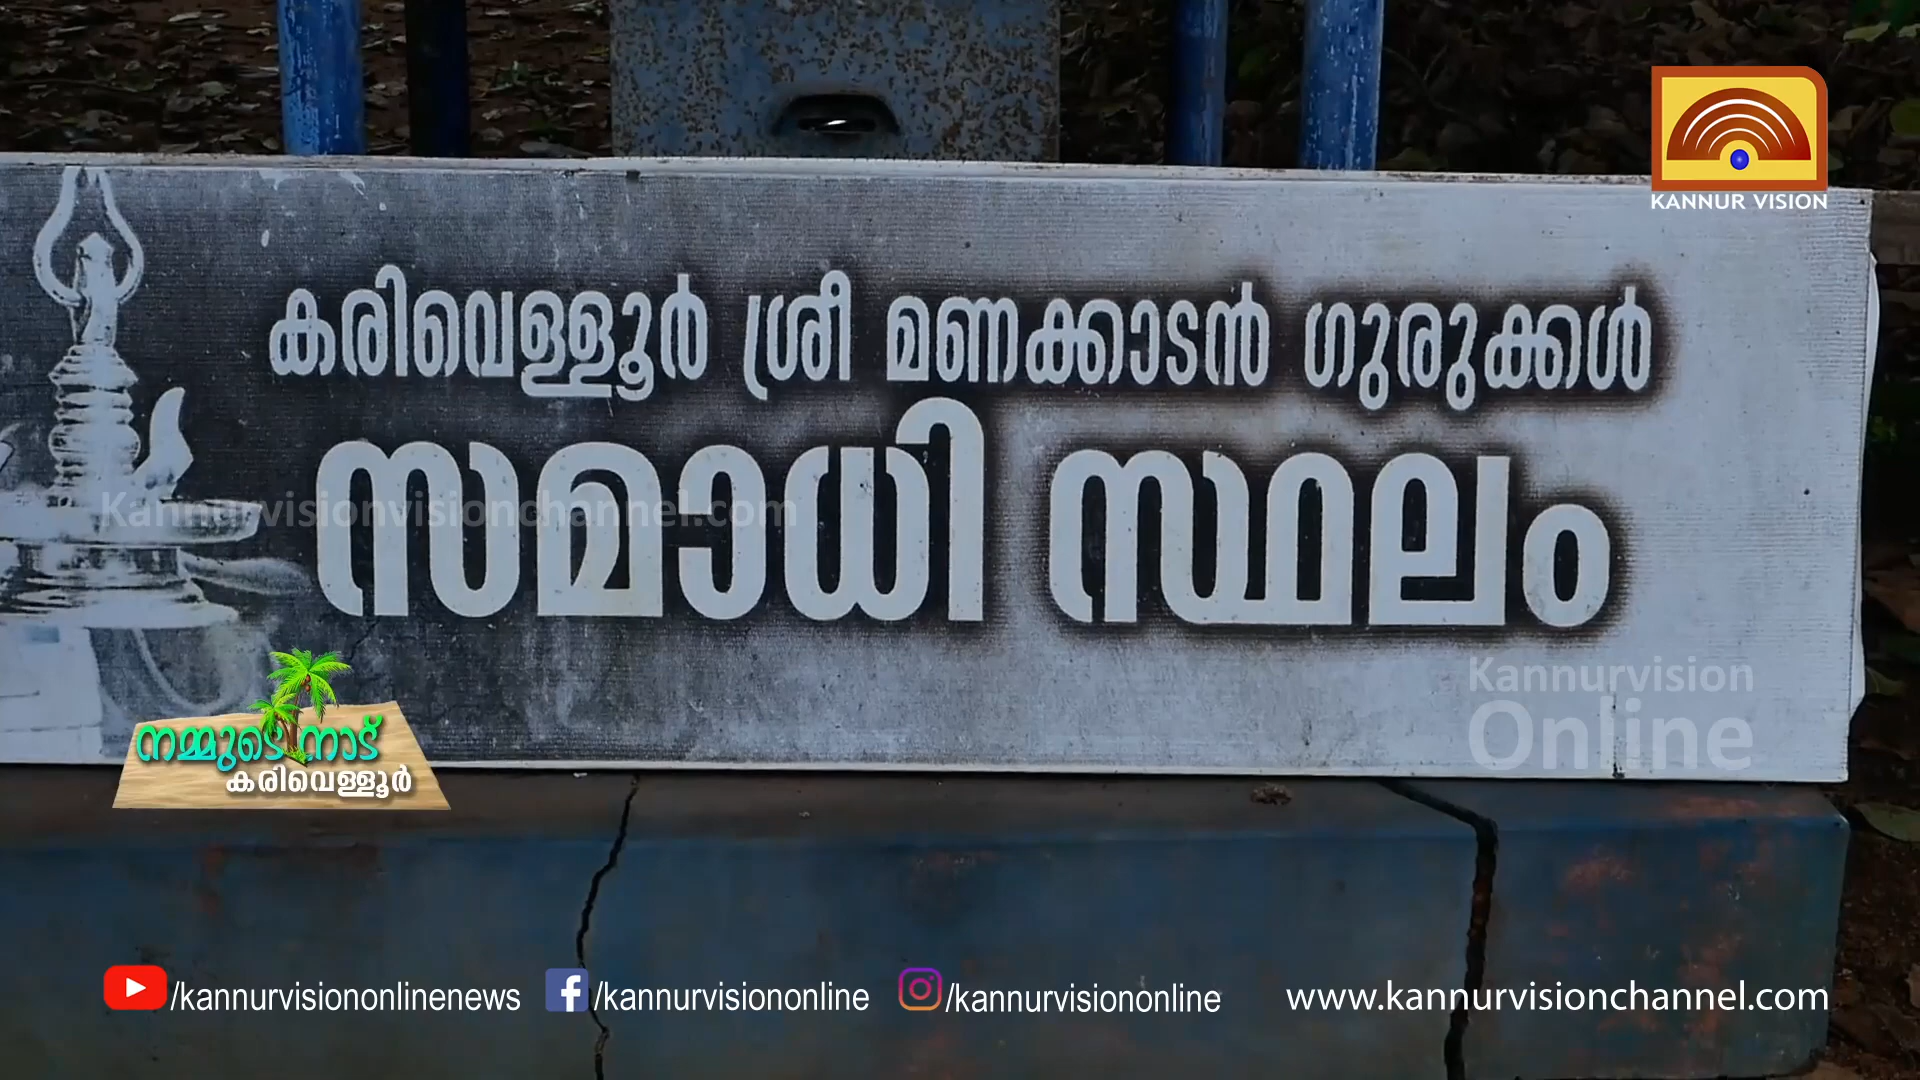 KANNUR VISION
കരിവെള്ളൂർ ശ്രീ മണക്കാടൻ ഗുരുക്കൾ
സമാധി സ്ഥലം
Kannurvisionvisionchannel.com
Kannurvision
Online
നമ്മുടെ നാട്
കരിവെള്ളൂർ
/kannurvisiononlinenews /kannurvisiononline /kannurvisiononline www.kannurvisionchannel.com